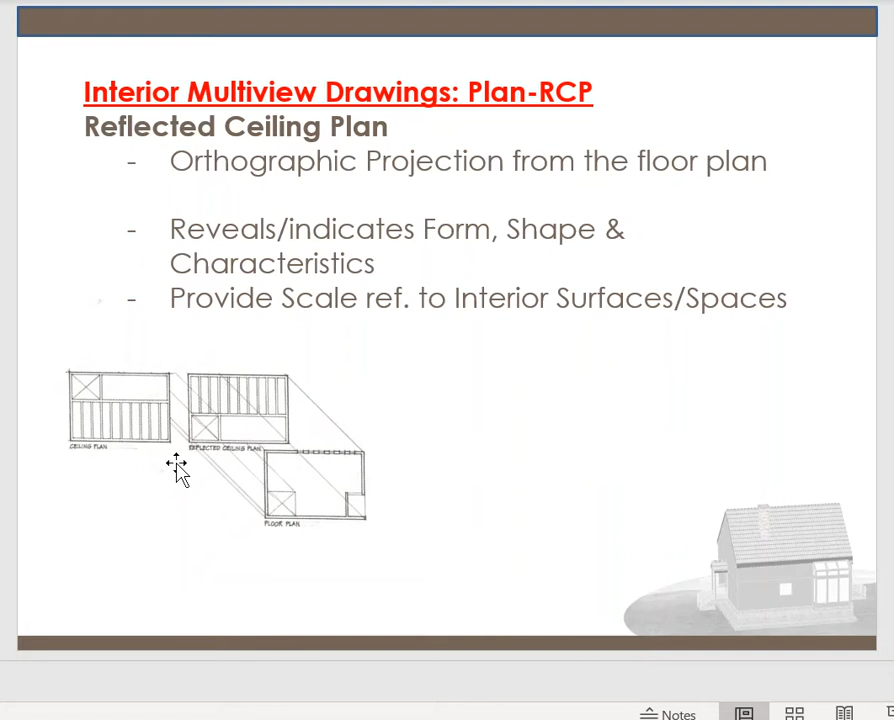 Interior Multiview Drawings: Plan-RCP
Reflected Ceiling Plan
- Orthographic Projection from the floor plan
- Reveals/indicates Form, Shape &
Characteristics
- Provide Scale ref. to Interior Surfaces/Spaces
CEILING PLAN
REFLECTED CEILING PLAN
FLOOR PLAN
Notes